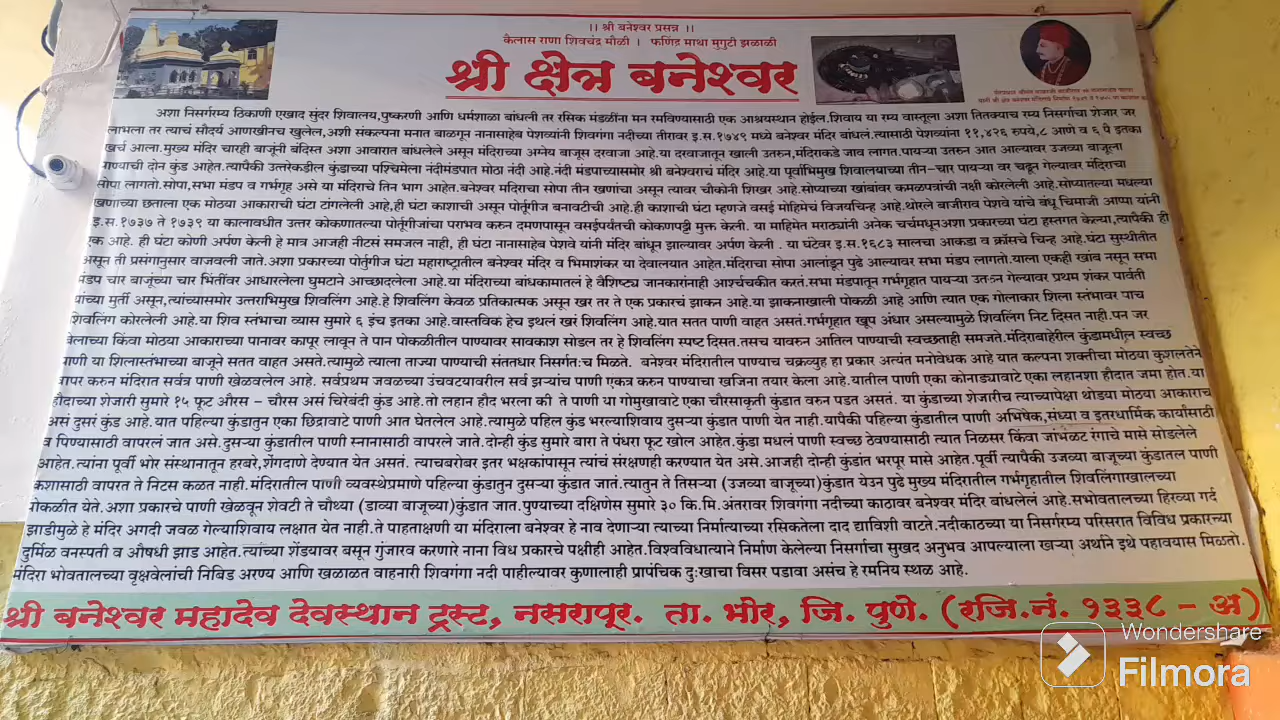 ।। श्री बनेश्वर प्रसन्न ।।
कैलास राणा शिवचंद्र मौळी । फणिंद्र माथा मुगुटी झळाळी
श्री क्षेत्र बनेश्वर
अशा निसर्गरम्य ठिकाणी एखाद सुंदर शिवालय,पुष्करणी आणि धर्मशाळा बांधली तर रसिक मंडळींना मन रमविण्यासाठी एक आश्रयस्थान होईल.शिवाय या रम्य वास्तूला अशा तितक्याच रम्य निसर्गाचा शेजार जर
लाभला तर त्याचं सौदर्य आणखीनच खुलेल,अशी संकल्पना मनात बाळगून नानासाहेब पेशव्यांनी शिवगंगा नदीच्या तीरावर इ.स.१७४९ मध्ये बनेश्वर मंदिर बांधलं.त्यासाठी पेशव्यांना ११,४२६ रुपये,८ आणे व ६ पै इतका
खर्च आला.मुख्य मंदिर चारही बाजूंनी बंदिस्त अशा आवारात बांधलेले असून मंदिराच्या अग्नेय बाजूस दरवाजा आहे.या दरवाजातून खाली उतरुन,मंदिराकडे जाव लागत.पायऱ्या उतरुन आत आल्यावर उजव्या बाजूला
पाण्याची दोन कुंड आहेत.त्यापैकी उत्तरेकडील कुंडाच्या पश्चिमेला नंदीमंडपात मोठा नंदी आहे.नंदी मंडपाच्यासमोर श्री बनेश्वराचं मंदिर आहे.या पूर्वाभिमुख शिवालयाच्या तीन-चार पायऱ्या वर चढून गेल्यावर मंदिराचा
सोपा लागतो.सोपा,सभा मंडप व गर्भगृह असे या मंदिराचे तिन भाग आहेत.बनेश्वर मदिराचा सोपा तीन खणांचा असून त्यावर चौकोनी शिखर आहे.सोप्याच्या खांबांवर कमळपत्रांची नक्षी कोरलेली आहे.सोप्यातल्या मधल्या
खणाच्या छताला एक मोठया आकाराची घंटा टांगलेली आहे,ही घंटा काशाची असून पोर्तूगीज बनावटीची आहे.ही काशाची घंटा म्हणजे वसई मोहिमेचं विजयचिन्ह आहे.थोरले बाजीराव पेशवे यांचे बंधू चिमाजी आप्पा यांनी
इ.स.१७३७ ते १७३९ या कालावधीत उत्तर कोकणातल्या पोर्तूगीजांचा पराभव करुन दमणपासून वसईपर्यंतची कोकणपट्टी मुक्त केली. या माहिमेत मराठ्यांनी अनेक चर्चमधूनअशा प्रकारच्या घंटा हस्तगत केल्या,त्यापैकी ही
एक आहे. ही घंटा कोणी अर्पण केली हे मात्र आजही नीटसं समजल नाही, ही घंटा नानासाहेब पेशवे यांनी मंदिर बांधून झाल्यावर अर्पण केली . या घंटेवर इ.स.१६८३ सालचा आकडा व क्रॉसचे चिन्ह आहे.घंटा सुस्थीतीत
असून ती प्रसंगानुसार वाजवली जाते.अशा प्रकारच्या पोर्तुगीज घंटा महाराष्ट्रातील बनेश्वर मंदिर व भिमाशंकर या देवालयात आहेत.मंदिराचा सोपा आलांडून पुढे आल्यावर सभा मंडप लागतो.याला एकही खांब नसून सभा
मंडप चार बाजूंच्या चार भिर्तीवर आधारलेला घुमटाने आच्छादलेला आहे.या मंदिराच्या बांधकामातलं हे वैशिष्ट्य जाणकारांनाही आर्श्चचकीत करतं.सभा मंडपातून गर्भगृहात पायऱ्या उतरुन गेल्यावर प्रथम शंकर पार्वती
यांच्या मुर्ती असून,त्यांच्यासमोर उत्तराभिमुख शिवलिंग आहे.हे शिवलिंग केवळ प्रतिकात्मक असून खर तर ते एक प्रकारचं झाकन आहे.या झाकनाखाली पोकळी आहे आणि त्यात एक गोलाकार शिला स्तंभावर पाच
शिवलिंग कोरलेली आहे.या शिव स्तंभाचा व्यास सुमारे ६ इंच इतका आहे.वास्तविक हेच इथलं खरं शिवलिंग आहे.यात सतत पाणी वाहत असतं.गर्भगृहात खूप अंधार असल्यामुळे शिवलिंग निट दिसत नाही.पन जर
वेलाच्या किंवा मोठया आकाराच्या पानावर कापूर लावून ते पान पोकळीतील पाण्यावर सावकाश सोडल तर हे शिवलिंग स्पष्ट दिसत.तसच यावरुन आतिल पाण्याची स्वच्छताही समजते.मंदिराबाहेरील कुंडामधील स्वच्छ
पाणी या शिलास्तंभाच्या बाजूने सतत वाहत असते.त्यामुळे त्याला ताज्या पाण्याची संततधार निसर्गतःच मिळते. बनेश्वर मंदिरातील पाण्याच चक्रव्युह हा प्रकार अत्यंत मनोवेधक आहे यात कल्पना शक्तीचा मोठया कुशलतेने
वापर करुन मंदिरात सर्वत्र पाणी खेळवलेल आहे. सर्वप्रथम जवळच्या उंचवटयावरील सर्व झऱ्यांच पाणी एकत्र करुन पाण्याचा खजिना तयार केला आहे.यातील पाणी एका कोनाड्यावाटे एका लहानशा हौदात जमा होत.या
हौदाच्या शेजारी सुमारे १५ फूट औरस - चौरस असं चिरेबंदी कुंड आहे.तो लहान हौद भरला की ते पाणी या गोमुखावाटे एका चौरसाकृती कुंडात वरुन पडत असतं. या कुंडाच्या शेजारीच त्याच्यापेक्षा थोडया मोठया आकाराच
असं दुसरं कुंड आहे.यात पहिल्या कुंडातुन एका छिद्रावाटे पाणी आत घेतलेल आहे.त्यामुळे पहिल कुंड भरल्याशिवाय दुसऱ्या कुंडात पाणी येत नाही.यापैकी पहिल्या कुंडातील पाणी अभिषेक,संध्या व इतरधार्मिक कार्यांसाठी
व पिण्यासाठी वापरलं जात असे.दुसऱ्या कुंडातील पाणी स्नानासाठी वापरले जाते.दोन्ही कुंड सुमारे बारा ते पंधरा फूट खोल आहेत.कुंडा मधलं पाणी स्वच्छ ठेवण्यासाठी त्यात निळसर किंवा जांभळट रंगाचे मासे सोडलेले
आहेत.त्यांना पूर्वी भोर संस्थानातून हरबरे,शेंगदाणे देण्यात येत असतं. त्याचबरोबर इतर भक्षकांपासून त्यांचं संरक्षणही करण्यात येत असे.आजही दोन्ही कुंडांत भरपूर मासे आहेत.पूर्वी त्यापैकी उजव्या बाजूच्या कुंडातल पाणी
कशासाठी वापरत ते निटस कळत नाही.मंदिरातील पाणी व्यवस्थेप्रमाणे पहिल्या कुंडातुन दुसऱ्या कुंडात जातं.त्यातुन ते तिसऱ्या (उजव्या बाजूच्या)कुंडात येउन पुढे मुख्य मंदिरातील गर्भगृहातील शिवलिंगाखालच्या
पोकळीत येते.अशा प्रकारचे पाणी खेळवून शेवटी ते चौथ्या (डाव्या बाजूच्या)कुंडात जात.पुण्याच्या दक्षिणेस सुमारे ३० कि.मि.अंतरावर शिवगंगा नदीच्या काठावर बनेश्वर मंदिर बांधलेलं आहे.सभोवतालच्या हिरव्या गर्द
झाडीमुळे हे मंदिर अगदी जवळ गेल्याशिवाय लक्षात येत नाही.ते पाहताक्षणी या मंदिराला बनेश्वर हे नाव देणाऱ्या त्याच्या निर्मात्याच्या रसिकतेला दाद द्याविशी वाटते.नदीकाठच्या या निसर्गरम्य परिसरात विविध प्रकारच्या
दुर्मिळ वनस्पती व औषधी झाड आहेत.त्यांच्या शेंडयावर बसून गुंजारव करणारे नाना विध प्रकारचे पक्षीही आहेत.विश्वविधात्याने निर्माण केलेल्या निसर्गाचा सुखद अनुभव आपल्याला खऱ्या अर्थाने इथे पहावयास मिळतो.
मंदिरा भोवतालच्या वृक्षवेलांची निबिड अरण्य आणि खळाळत वाहनारी शिवगंगा नदी पाहील्यावर कुणालाही प्रापंचिक दुःखाचा विसर पडावा असंच हे रमनिय स्थळ आहे.
श्री बनेश्वर महादेव देवस्थान ट्रस्ट, नसरापूर. ता. भोर, जि. पुणे. (रजि.नं. १३३८ - अ)
Wondershare
Filmora